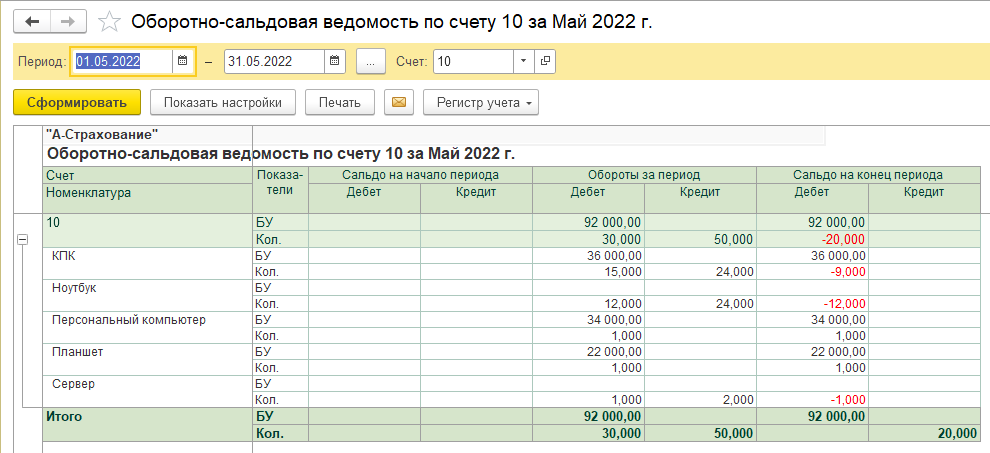 Оборотно-сальдовая ведомость по счету 10 за Май 2022 г.
Период: 01.05.2022 – 31.05.2022 ... Счет: 10
Сформировать Показать настройки Печать Регистр учета
"А-Страхование"
Оборотно-сальдовая ведомость по счету 10 за Май 2022 г.
Счет Показа- Сальдо на начало периода Обороты за период Сальдо на конец периода
Номенклатура тели Дебет Кредит Дебет Кредит Дебет Кредит
10 БУ 92 000,00 92 000,00
Кол. 30,000 50,000 -20,000
КПК БУ 36 000,00 36 000,00
Кол. 15,000 24,000 -9,000
Ноутбук БУ
Кол. 12,000 24,000 -12,000
Персональный компьютер БУ 34 000,00 34 000,00
Кол. 1,000 1,000
Планшет БУ 22 000,00 22 000,00
Кол. 1,000 1,000
Сервер БУ
Кол. 1,000 2,000 -1,000
Итого БУ 92 000,00 92 000,00
Кол. 30,000 50,000 20,000